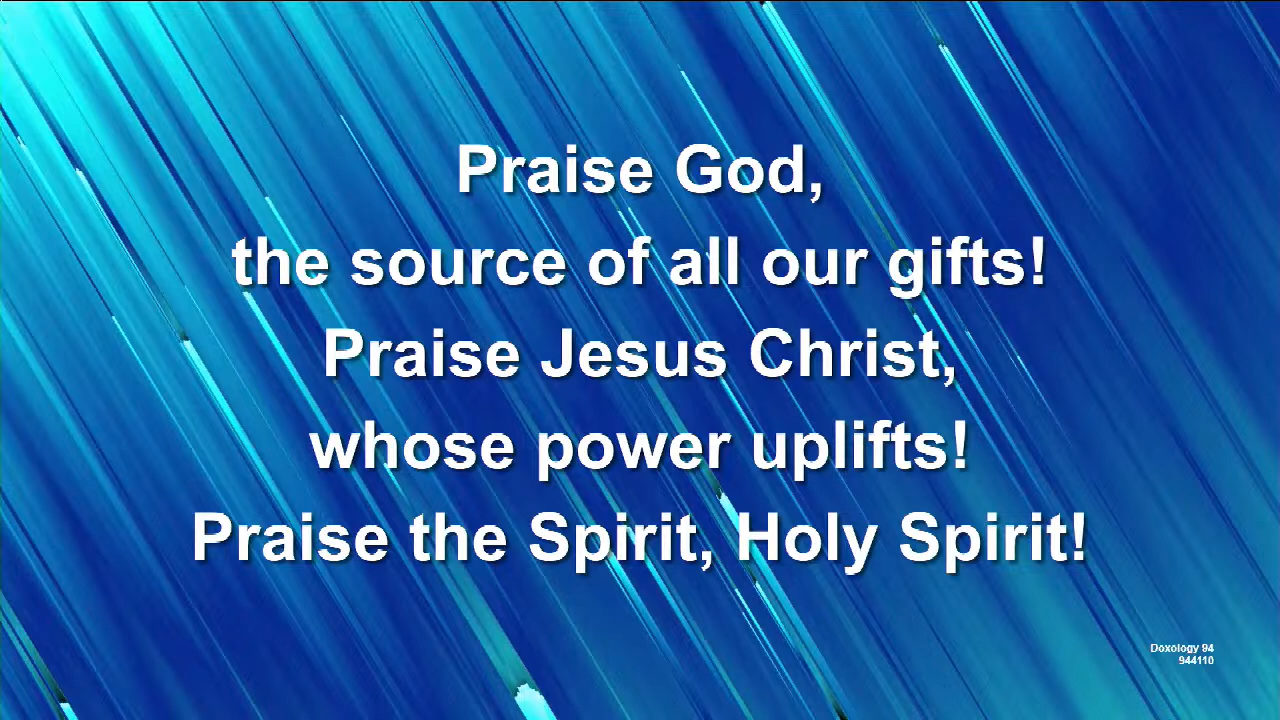 Praise God,
the source of all our gifts!
Praise Jesus Christ,
whose power uplifts!
Praise the Spirit, Holy Spirit!
Doxology 94
944110